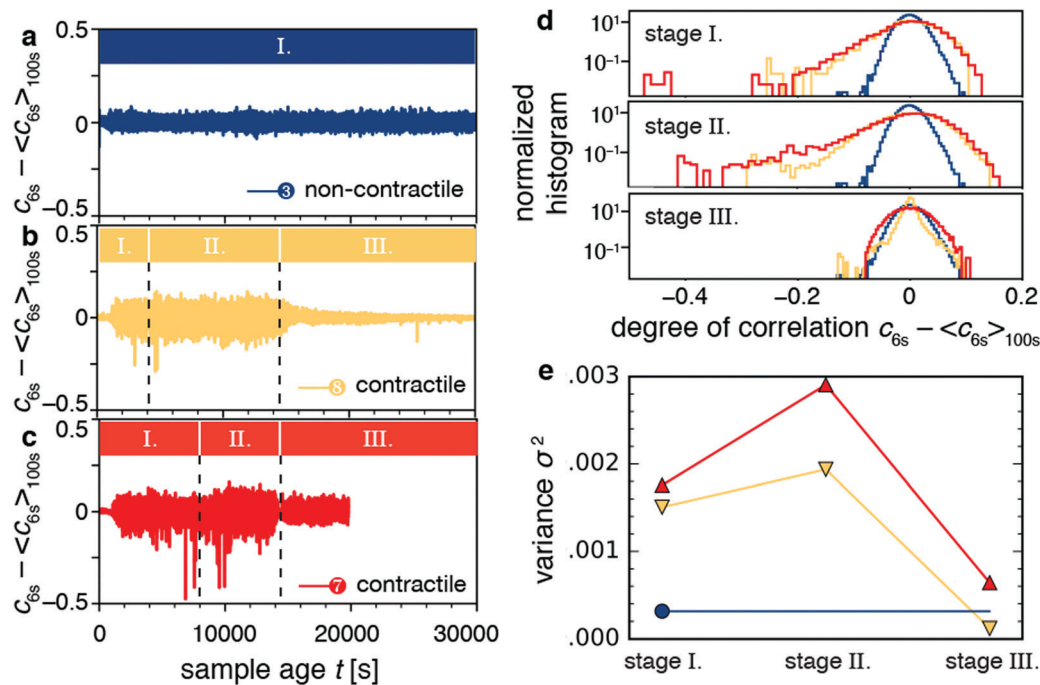 a
0.5
I.
0
−0.5
c6s − <c6s>100s
3 non-contractile
b
0.5
I. II. III.
0
−0.5
c6s − <c6s>100s
8 contractile
c
0.5
I. II. III.
0
−0.5
c6s − <c6s>100s
7 contractile
0 10000 20000 30000
sample age t [s]
d
normalized
histogram
10¹
10⁻¹
stage I.
10¹
10⁻¹
stage II.
10¹
10⁻¹
stage III.
−0.4 −0.2 0 0.2
degree of correlation c6s − <c6s>100s
e
.003
.002
.001
.000
variance σ²
stage I. stage II. stage III.